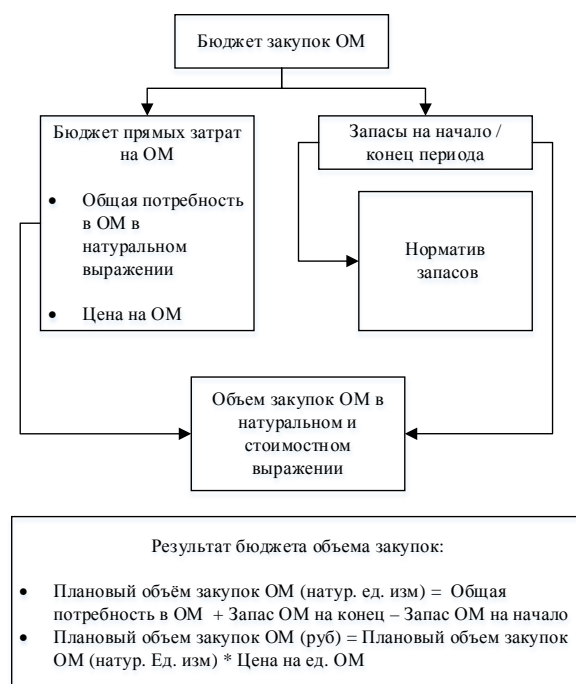 Бюджет закупок ОМ
Бюджет прямых затрат
на ОМ
• Общая потребность
в ОМ в
натуральном
выражении
• Цена на ОМ
Запасы на начало /
конец периода
Норматив
запасов
Объем закупок ОМ в
натуральном и
стоимостном
выражении
Результат бюджета объема закупок:
• Плановый объём закупок ОМ (натур. ед. изм) = Общая
потребность в ОМ + Запас ОМ на конец – Запас ОМ на начало
• Плановый объем закупок ОМ (руб) = Плановый объем закупок
ОМ (натур. Ед. изм) * Цена на ед. ОМ